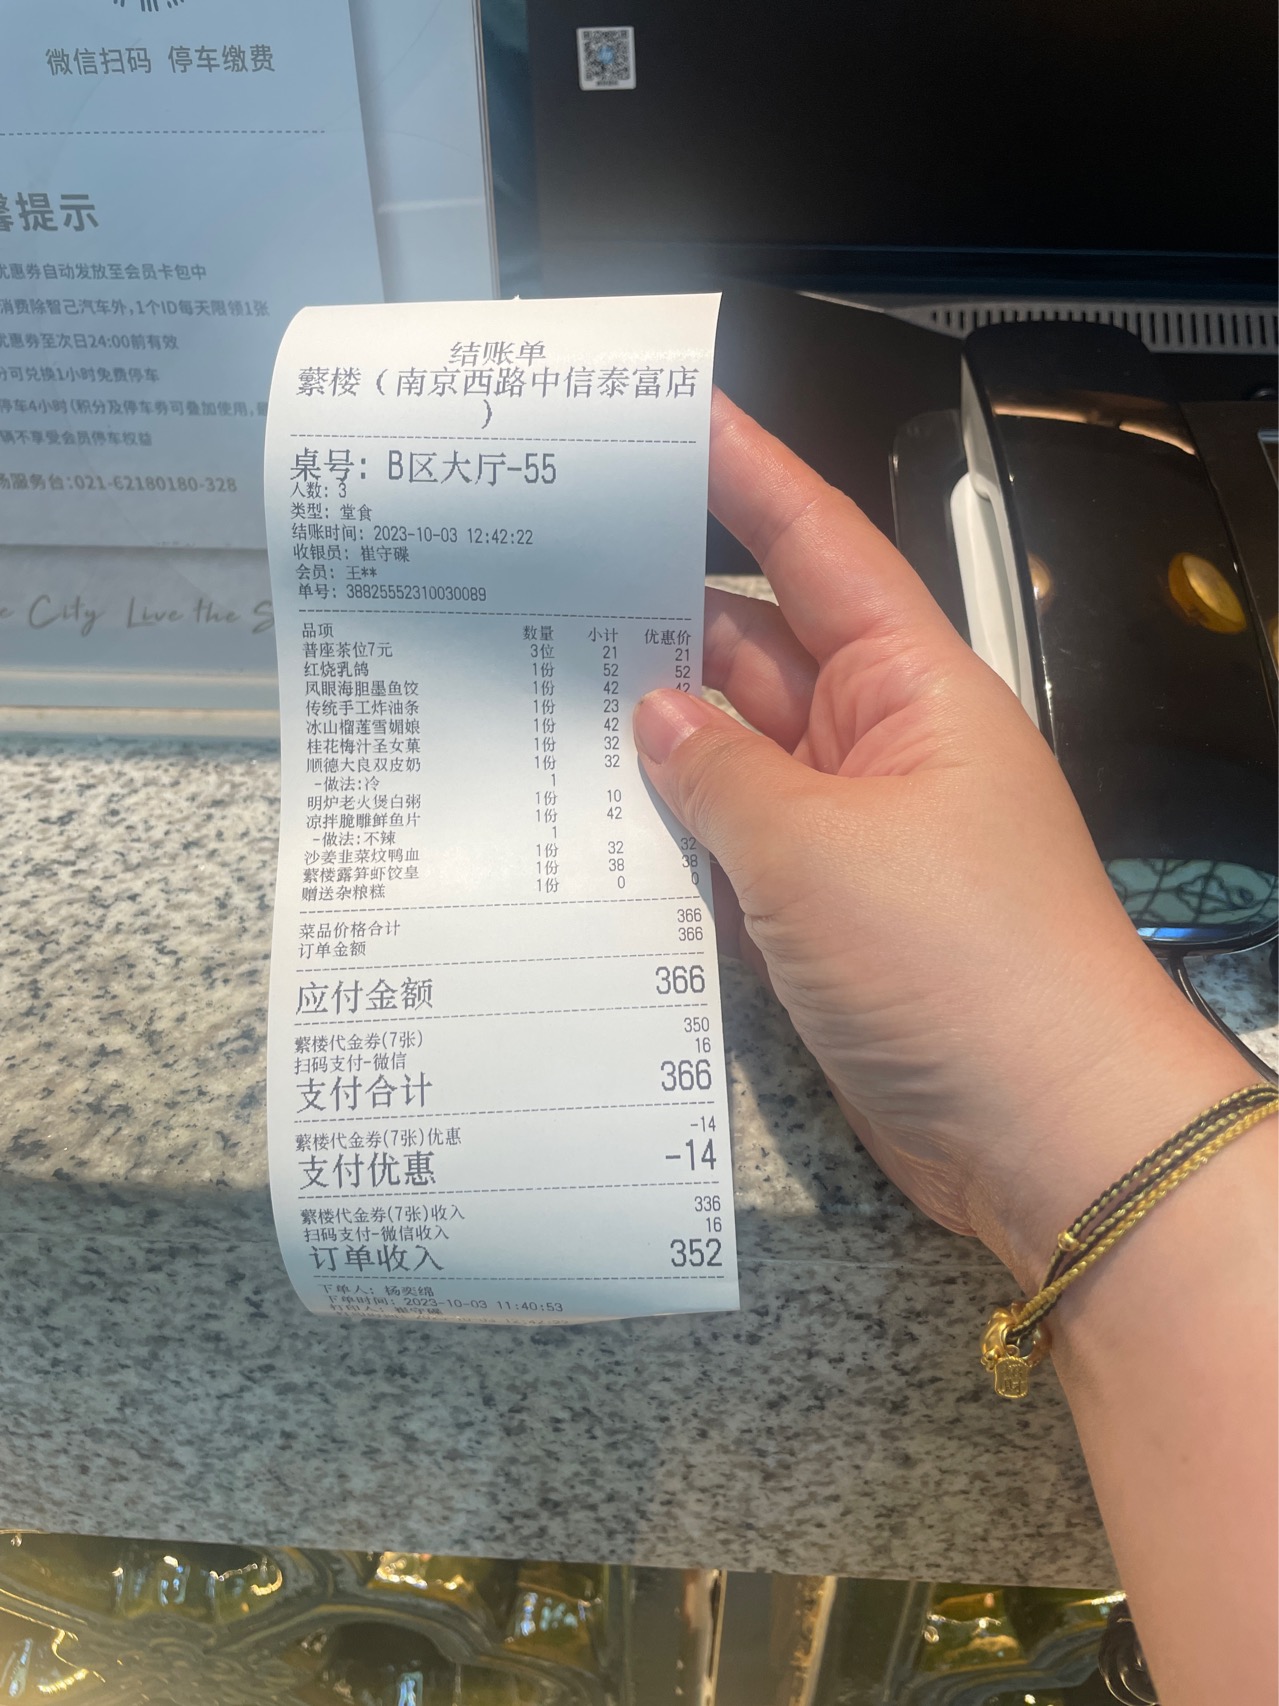 微信扫码 停车缴费
提示
优惠券自动发放至会员卡包中
消费除智己汽车外,1个ID每天限领1张
优惠券至次日24:00前有效
分可兑换1小时免费停车
停车4小时(积分及停车券可叠加使用,
辆不享受会员停车权益
场服务台:021-62180180-328
City Live the S
结账单
蘩楼(南京西路中信泰富店
)
桌号: B区大厅-55
人数: 3
类型: 堂食
结账时间: 2023-10-03 12:42:22
收银员: 崔守碟
会员: 王**
单号: 38825552310030089
品项 数量 小计 优惠价
普座茶位7元 3位 21 21
红烧乳鸽 1份 52 52
凤眼海胆墨鱼饺 1份 42 42
传统手工炸油条 1份 23
冰山榴莲雪媚娘 1份 42
桂花梅汁圣女菓 1份 32
顺德大良双皮奶 1份 32
-做法:冷 1
明炉老火煲白粥 1份 10
凉拌脆雕鲜鱼片 1份 42
-做法:不辣 1
沙姜韭菜炆鸭血 1份 32 32
蘩楼露笋虾饺皇 1份 38 38
赠送杂粮糕 1份 0 0
菜品价格合计 366
订单金额 366
应付金额 366
蘩楼代金券(7张) 350
扫码支付-微信 16
支付合计 366
蘩楼代金券(7张)优惠 -14
支付优惠 -14
蘩楼代金券(7张)收入 336
扫码支付-微信收入 16
订单收入 352
下单人: 杨奕绵
下单时间: 2023-10-03 11:40:53
打印人: 崔守碟